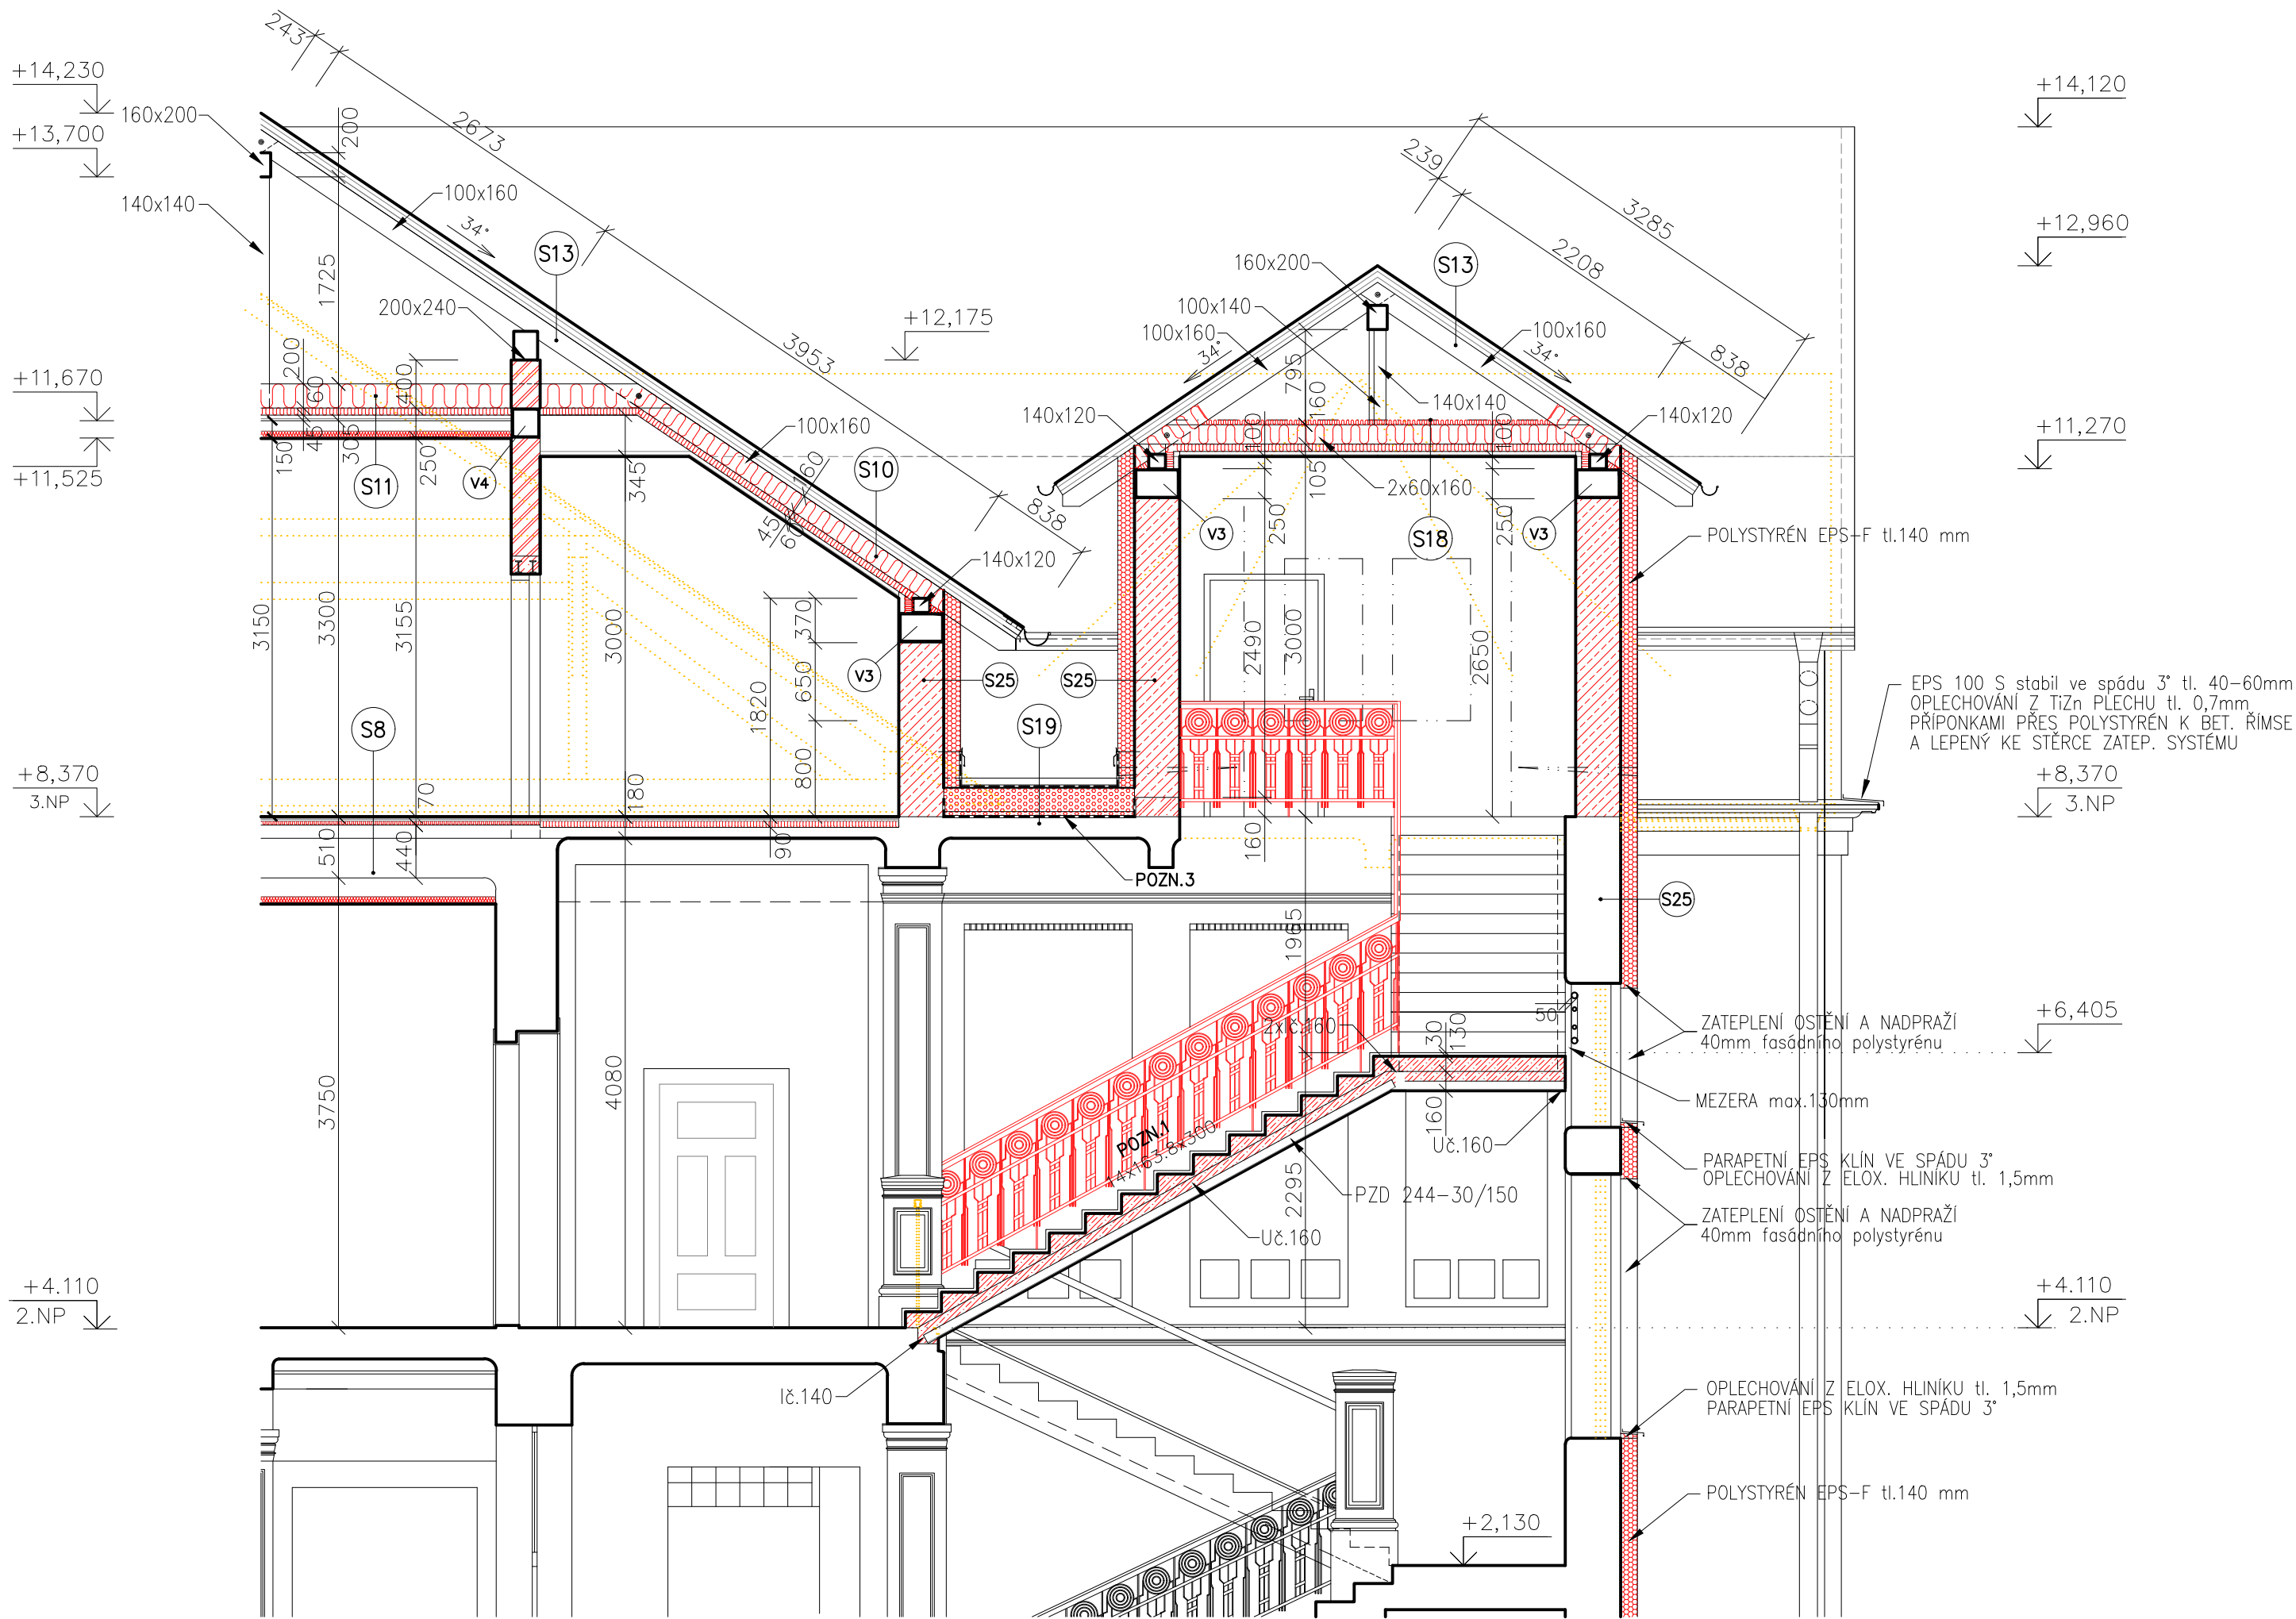 243
+14,230
+14,120
160x200
+13,700
200
2673
239
3285
100x160
140x140
34°
S13
+12,960
2208
160x200
S13
1725
200x240
100x140
+12,175
100x160
100x160
34°
34°
3953
795
838
200
60
400
+11,670
160
140x140
140x120
140x120
+11,270
100x160
100
100
150
45
305
250
345
160
S10
+11,525
S11
V4
105
2x60x160
838
45
60
V3
250
S18
250
V3
POLYSTYRÉN EPS-F tl.140 mm
140x120
3150
3300
3155
3000
370
2490
3000
2650
650
V3
S25
S25
1820
EPS 100 S stabil ve spádu 3° tl. 40-60mm
OPLECHOVÁNÍ Z TiZn PLECHU tl. 0,7mm
PŘÍPONKAMI PŘES POLYSTYRÉN K BET. ŘÍMSE
A LEPENÝ KE STĚRCE ZATEP. SYSTÉMU
S8
S19
800
+8,370
3.NP
+8,370
3.NP
70
180
510
440
90
160
POZN.3
S25
1965
50
ZATEPLENÍ OSTĚNÍ A NADPRAŽÍ
40mm fasádního polystyrénu
+6,405
2xIč.160
30
130
3750
4080
MEZERA max.130mm
160
Uč.160
POZN.1
14x163.8x300
PARAPETNÍ EPS KLÍN VE SPÁDU 3°
OPLECHOVÁNÍ Z ELOX. HLINÍKU tl. 1,5mm
PZD 244-30/150
2295
ZATEPLENÍ OSTĚNÍ A NADPRAŽÍ
40mm fasádního polystyrénu
Uč.160
+4.110
2.NP
+4.110
2.NP
Ič.140
OPLECHOVÁNÍ Z ELOX. HLINÍKU tl. 1,5mm
PARAPETNÍ EPS KLÍN VE SPÁDU 3°
POLYSTYRÉN EPS-F tl.140 mm
+2,130